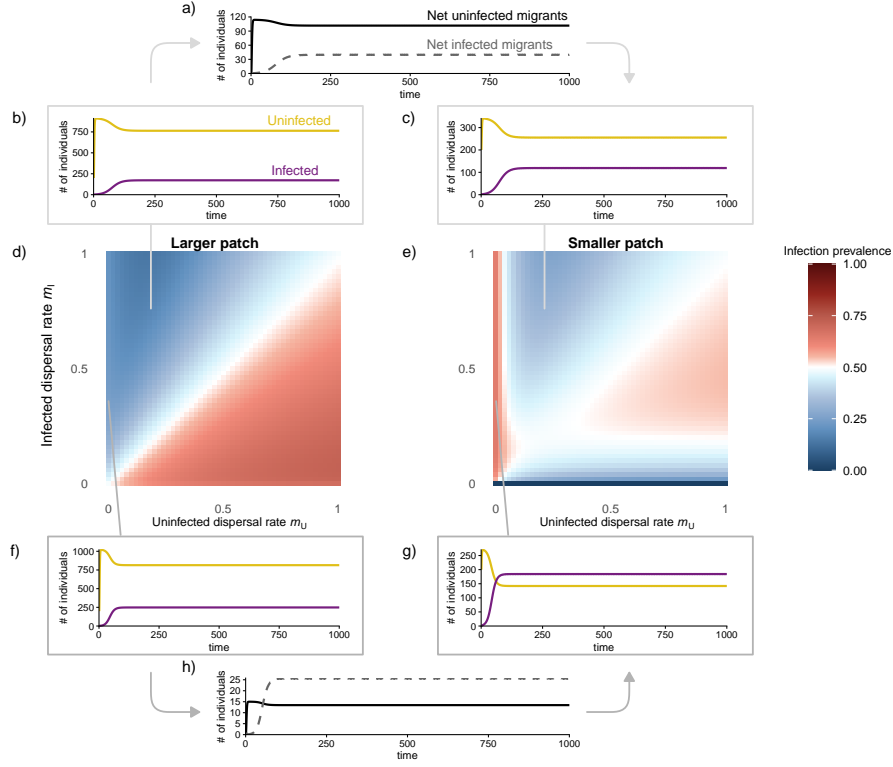 a)
# of individuals
120
90
60
30
0
Net uninfected migrants
Net infected migrants
0 250 500 750 1000
time
b)
# of individuals
750
500
250
0
Uninfected
Infected
0 250 500 750 1000
time
c)
# of individuals
300
200
100
0
0 250 500 750 1000
time
d)
Larger patch
Infected dispersal rate mI
1
0.5
0
0 0.5 1
Uninfected dispersal rate mU
e)
Smaller patch
1
0.5
0
0 0.5 1
Uninfected dispersal rate mU
Infection prevalence
1.00
0.75
0.50
0.25
0.00
f)
# of individuals
1000
750
500
250
0
0 250 500 750 1000
time
g)
# of individuals
250
200
150
100
50
0
0 250 500 750 1000
time
h)
# of individuals
25
20
15
10
5
0
0 250 500 750 1000
time